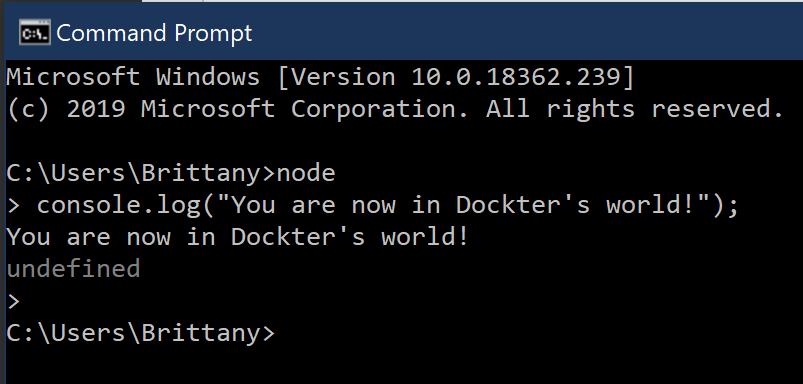 Command Prompt
Microsoft Windows [Version 10.0.18362.239]
(c) 2019 Microsoft Corporation. All rights reserved.
C:\Users\Brittany>node
> console.log("You are now in Dockter's world!");
You are now in Dockter's world!
undefined
>
C:\Users\Brittany>